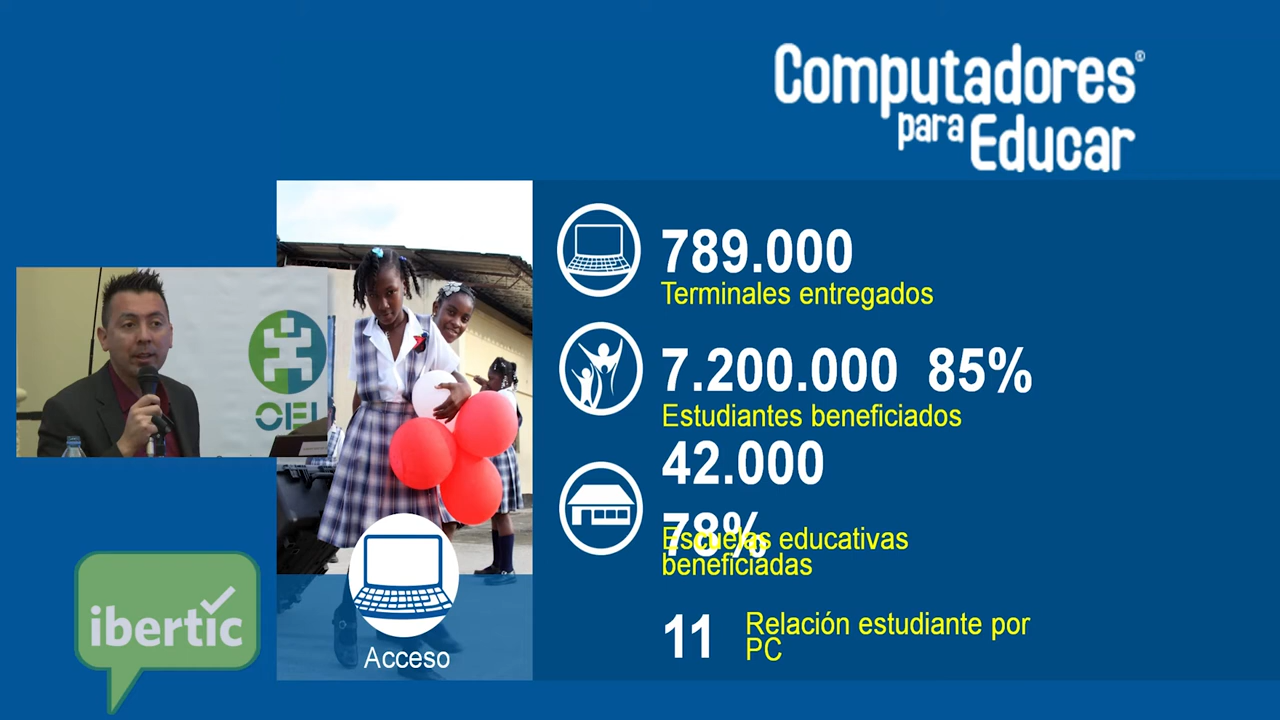 Computadores®
para Educar
789.000
Terminales entregados
7.200.000 85%
Estudiantes beneficiados
42.000
78%
Escuelas educativas
beneficiadas
11 Relación estudiante por
PC
OEI
ibertic
Acceso